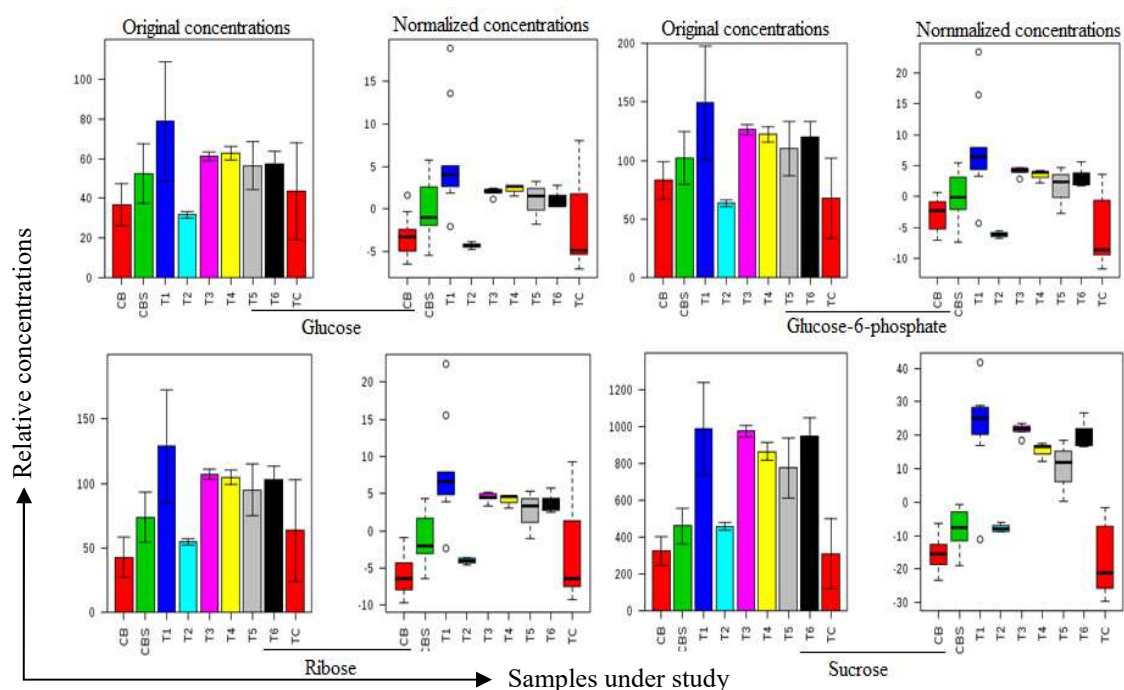 Original concentrations
Normalized concentrations
Original concentrations
Nornmalized concentrations
100
80
60
40
20
0
15
10
5
0
-5
200
150
100
50
0
20
15
10
5
0
-5
-10
CB CBS T1 T2 T3 T4 T5 T6 TC
CB CBS T1 T2 T3 T4 T5 T6 TC
CB CBS T1 T2 T3 T4 T5 T6 TC
CB CBS T1 T2 T3 T4 T5 T6 TC
Glucose
Glucose-6-phosphate
Relative concentrations
150
100
50
0
20
15
10
5
0
-5
-10
1200
1000
800
600
400
200
0
40
30
20
10
0
-10
-20
-30
CB CBS T1 T2 T3 T4 T5 T6 TC
CB CBS T1 T2 T3 T4 T5 T6 TC
CB CBS T1 T2 T3 T4 T5 T6 TC
CB CBS T1 T2 T3 T4 T5 T6 TC
Ribose
Sucrose
Samples under study